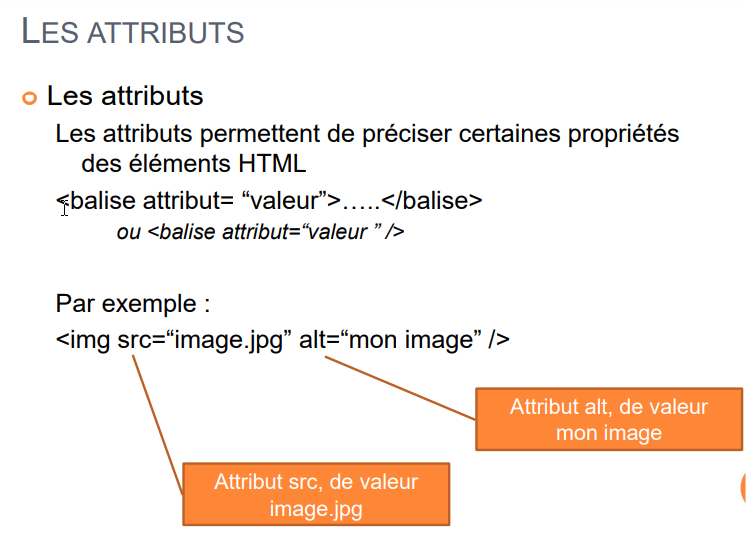 LES ATTRIBUTS
Les attributs
Les attributs permettent de préciser certaines propriétés
des éléments HTML
<balise attribut= “valeur”>…..</balise>
ou <balise attribut=“valeur ” />
Par exemple :
<img src=“image.jpg” alt=“mon image” />
Attribut alt, de valeur
mon image
Attribut src, de valeur
image.jpg